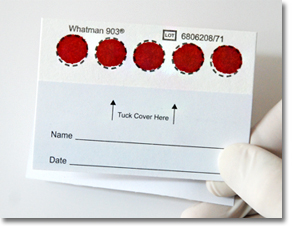 Whatman 903® LOT 6806208/71
Tuck Cover Here
Name
Date